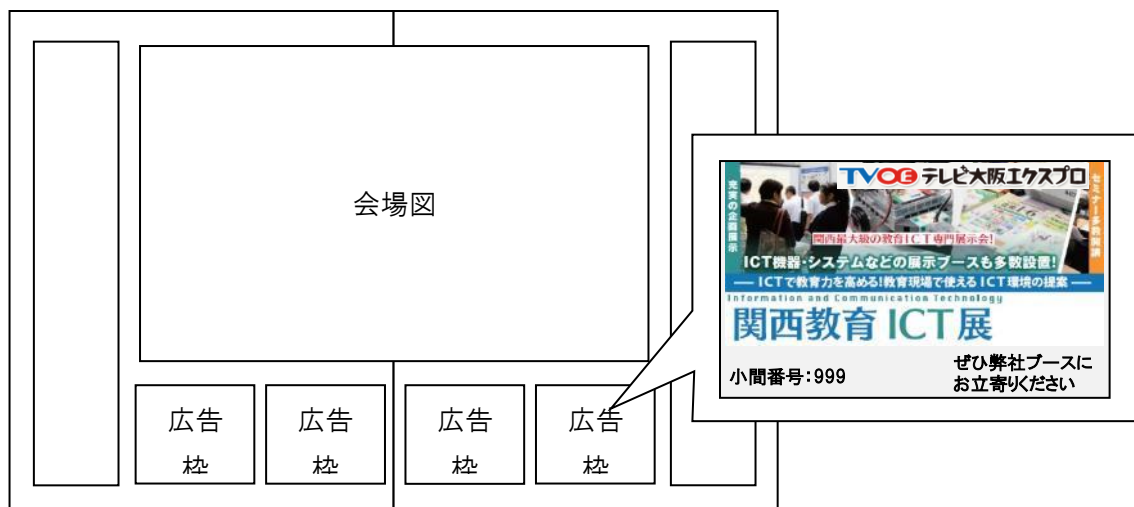 会場図
広告
枠
広告
枠
広告
枠
広告
枠
TVOE テレビ大阪エクスプロ
充実の企画展示
セミナー多数開講
関西最大級の教育ICT専門展示会!
ICT機器・システムなどの展示ブースも多数設置!
ICTで教育力を高める!教育現場で使えるICT環境の提案
Information and Communication Technology
関西教育ICT展
小間番号:999
ぜひ弊社ブースに
お立寄りください